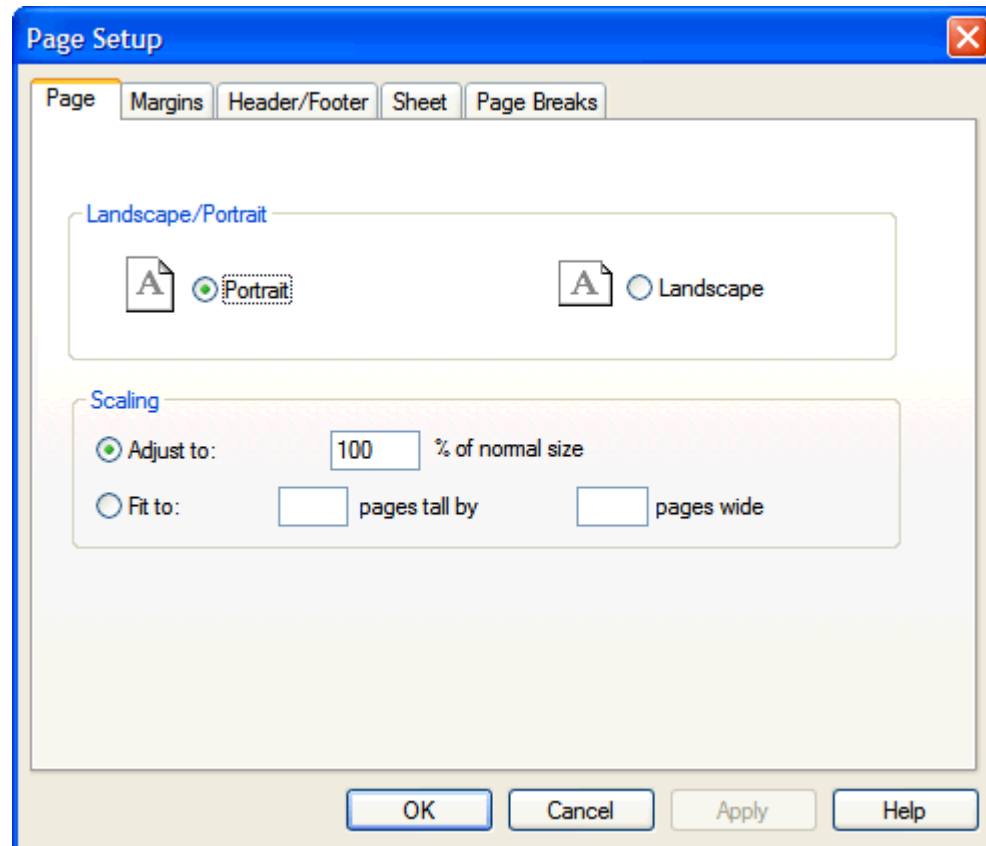 Page Setup
Page Margins Header/Footer Sheet Page Breaks
Landscape/Portrait
A Portrait A Landscape
Scaling
Adjust to: 100 % of normal size
Fit to: pages tall by pages wide
OK Cancel Apply Help